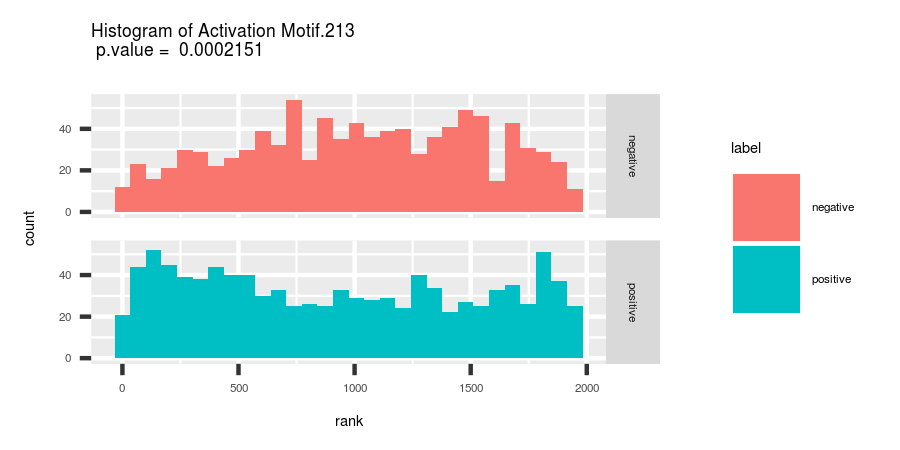 Histogram of Activation Motif.213
p.value = 0.0002151
count
40
20
0
negative
40
20
0
positive
0 500 1000 1500 2000
rank
label
negative
positive